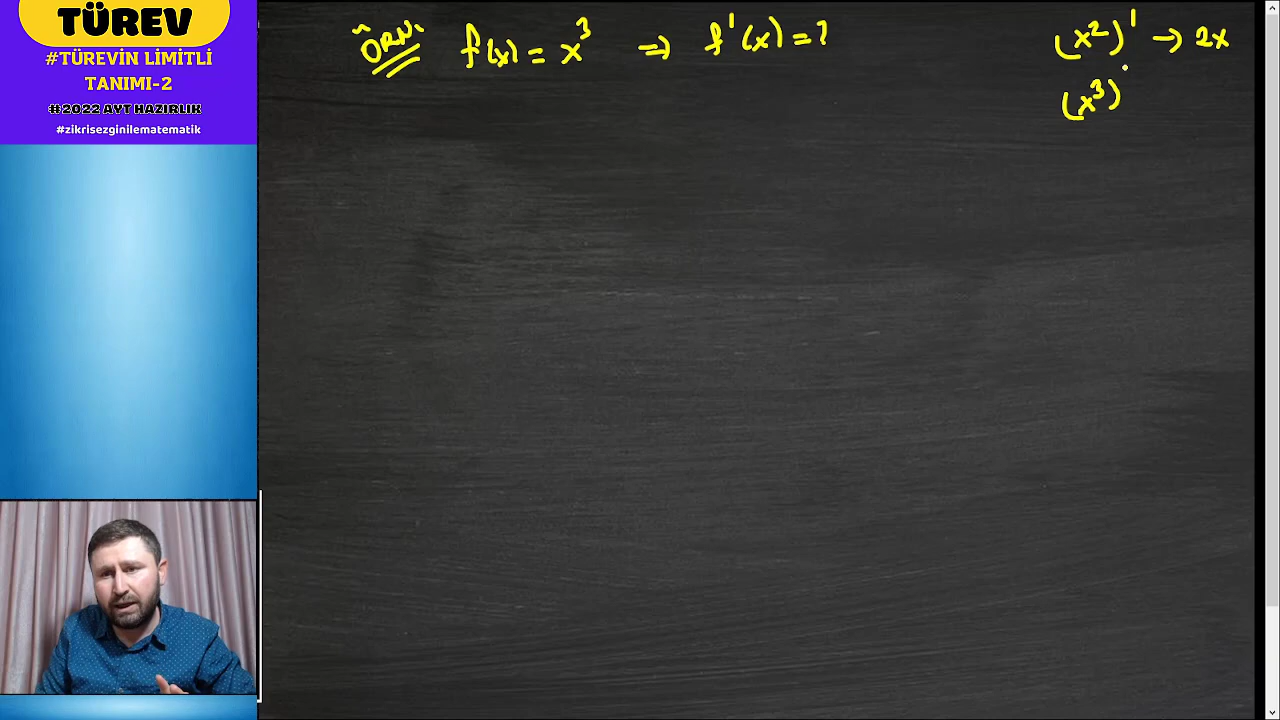 TÜREV
#TÜREVİN LİMİTLİ
TANIMI-2
#2022 AYT HAZIRLIK
#zikrisezginilematematik
ÖRN: f(x) = x³ ⇒ f'(x) = ?
(x²)' → 2x
(x³)'